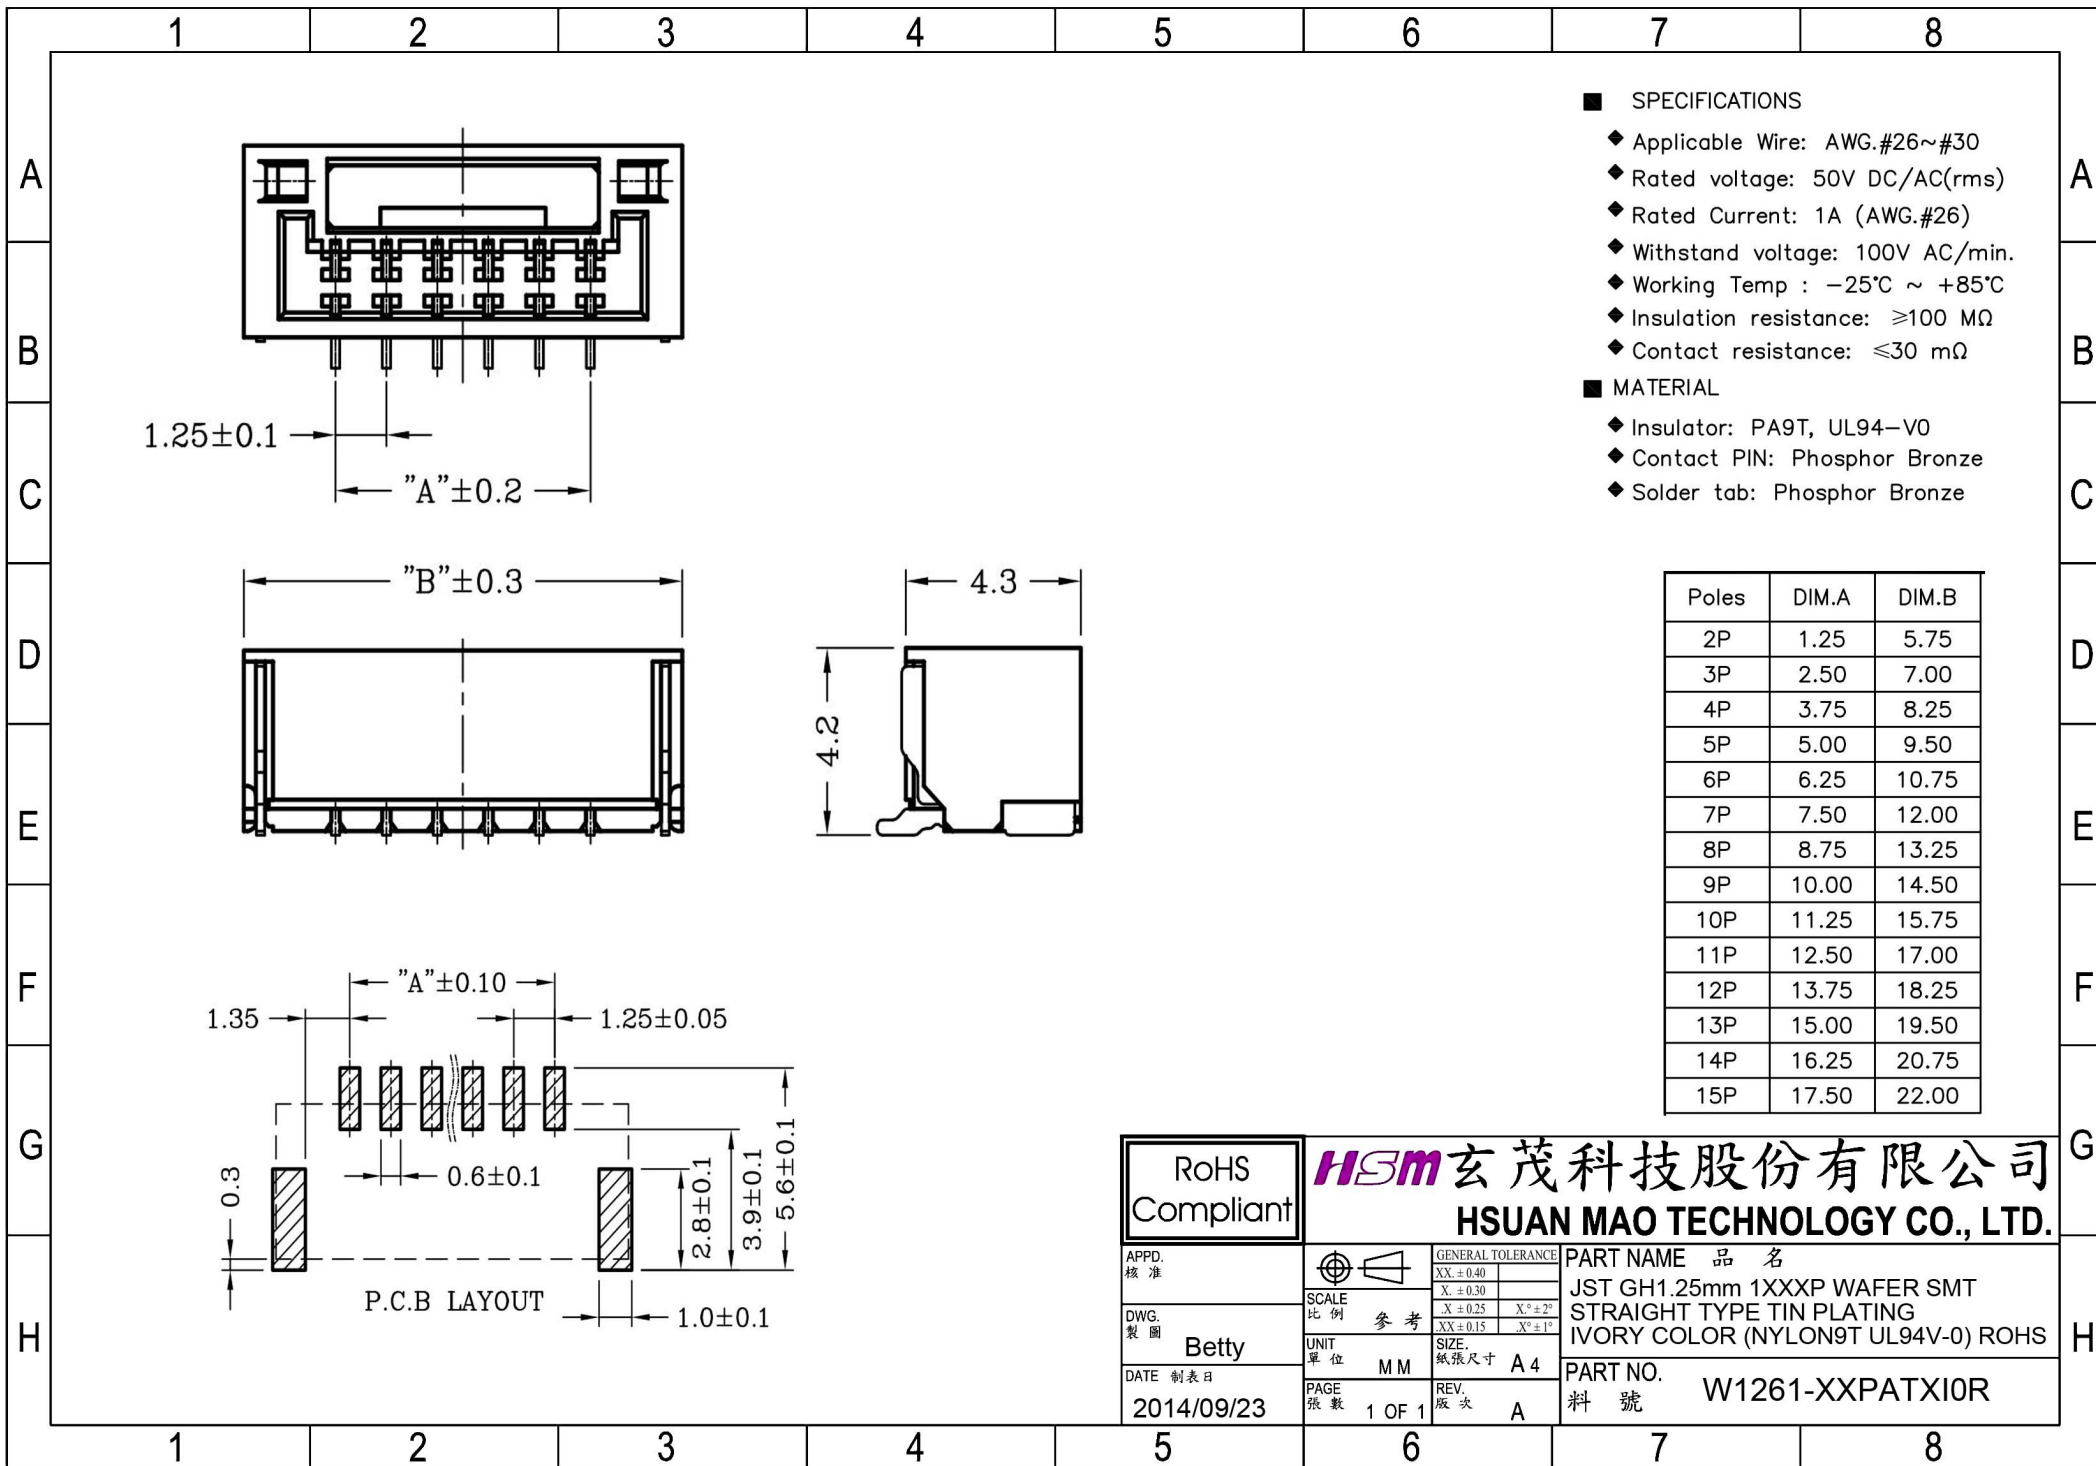 1 2 3 4 5 6 7 8
A A
B B
C C
D D
E E
F F
G G
H H
1.25±0.1
"A"±0.2
"B"±0.3
4.3
4.2
"A"±0.10
1.35
1.25±0.05
0.6±0.1
0.3
2.8±0.1
3.9±0.1
5.6±0.1
1.0±0.1
P.C.B LAYOUT
■ SPECIFICATIONS
◆ Applicable Wire: AWG.#26~#30
◆ Rated voltage: 50V DC/AC(rms)
◆ Rated Current: 1A (AWG.#26)
◆ Withstand voltage: 100V AC/min.
◆ Working Temp : -25°C ~ +85°C
◆ Insulation resistance: ≥100 MΩ
◆ Contact resistance: ≤30 mΩ
■ MATERIAL
◆ Insulator: PA9T, UL94-V0
◆ Contact PIN: Phosphor Bronze
◆ Solder tab: Phosphor Bronze
Poles DIM.A DIM.B
2P 1.25 5.75
3P 2.50 7.00
4P 3.75 8.25
5P 5.00 9.50
6P 6.25 10.75
7P 7.50 12.00
8P 8.75 13.25
9P 10.00 14.50
10P 11.25 15.75
11P 12.50 17.00
12P 13.75 18.25
13P 15.00 19.50
14P 16.25 20.75
15P 17.50 22.00
RoHS
Compliant
HSM 玄茂科技股份有限公司
HSUAN MAO TECHNOLOGY CO., LTD.
APPD.
核 准
DWG.
製 圖
Betty
DATE 制表日
2014/09/23
SCALE
比 例 參 考
UNIT
單 位 MM
PAGE
張 數 1 OF 1
GENERAL TOLERANCE
XX. ± 0.40
X. ± 0.30
.X ± 0.25 X.° ± 2°
.XX ± 0.15 .X° ± 1°
SIZE.
紙張尺寸 A4
REV.
版 次 A
PART NAME 品 名
JST GH1.25mm 1XXXP WAFER SMT
STRAIGHT TYPE TIN PLATING
IVORY COLOR (NYLON9T UL94V-0) ROHS
PART NO.
料 號
W1261-XXPATXI0R
1 2 3 4 5 6 7 8